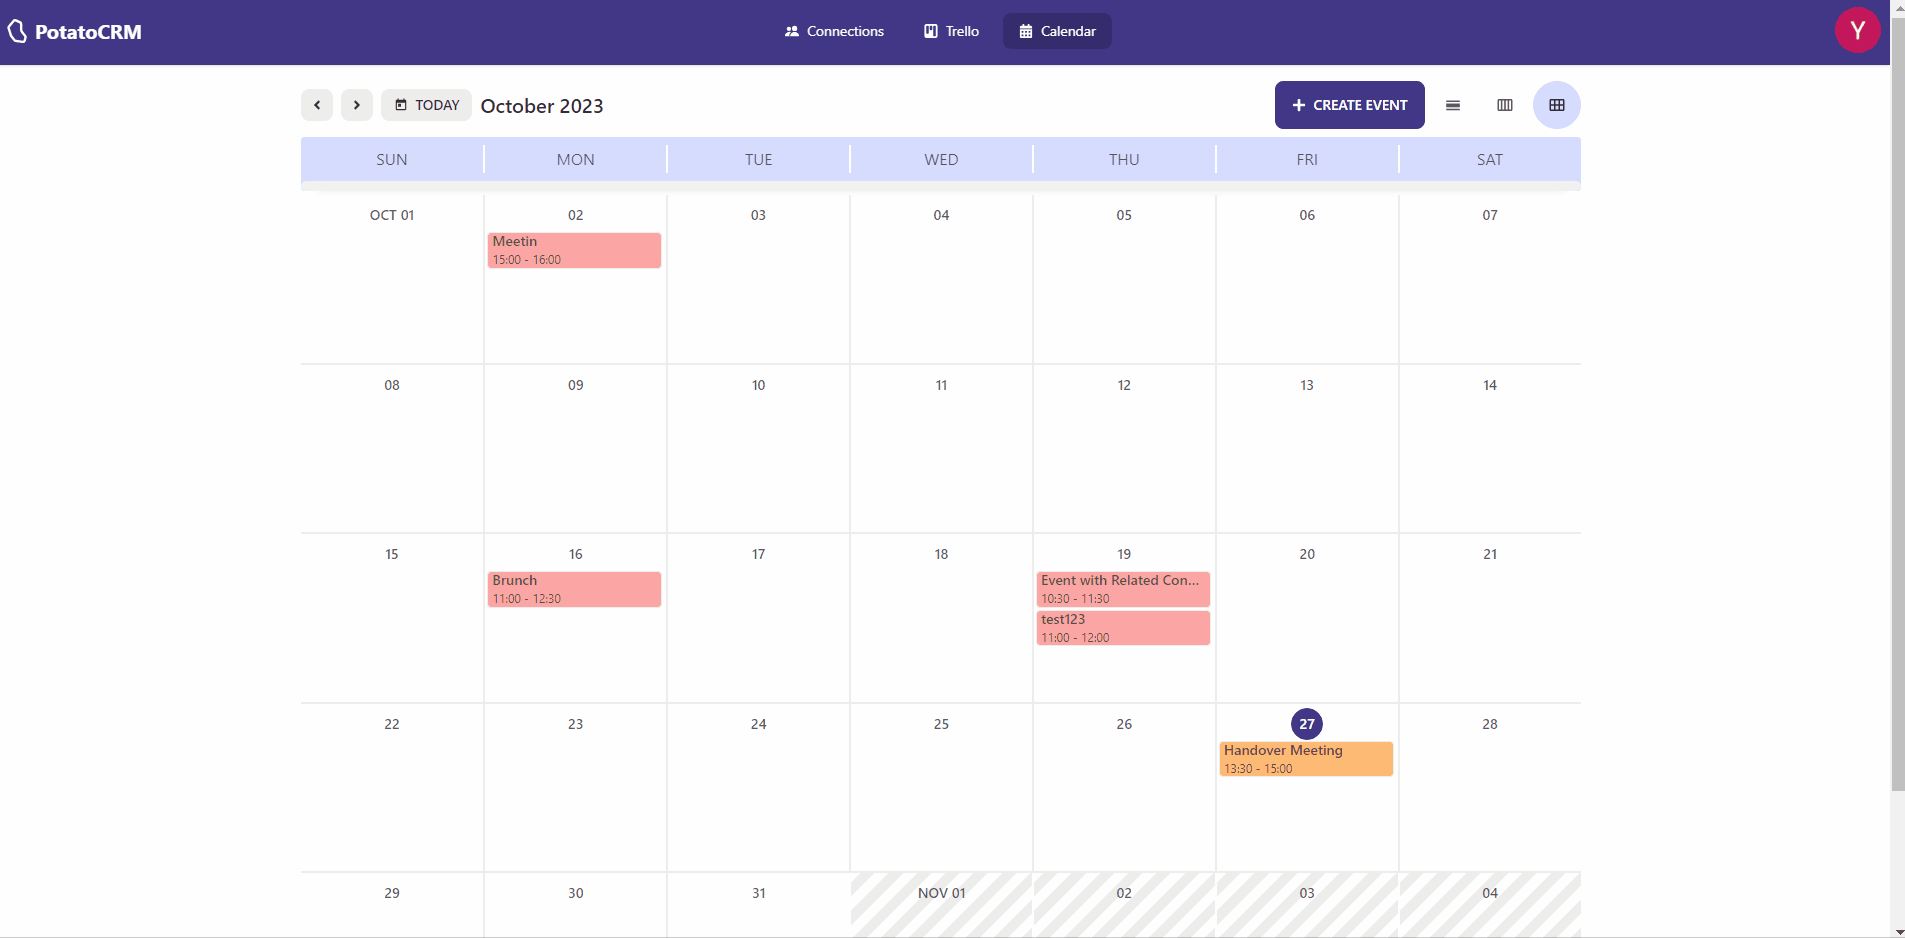 PotatoCRM
Connections
Trello
Calendar
Y
TODAY
October 2023
CREATE EVENT
SUN MON TUE WED THU FRI SAT
OCT 01 02 03 04 05 06 07
Meetin
15:00 - 16:00
08 09 10 11 12 13 14
15 16 17 18 19 20 21
Brunch
11:00 - 12:30
Event with Related Con...
10:30 - 11:30
test123
11:00 - 12:00
22 23 24 25 26 27 28
Handover Meeting
13:30 - 15:00
29 30 31 NOV 01 02 03 04